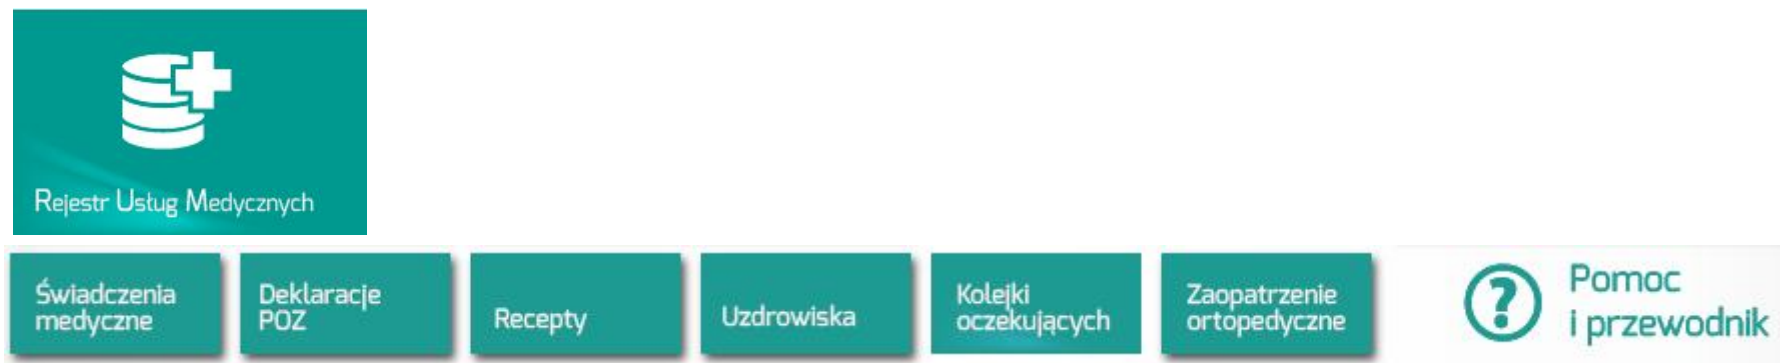 Rejestr Usług Medycznych
Świadczenia
medyczne
Deklaracje
POZ
Recepty
Uzdrowiska
Kolejki
oczekujących
Zaopatrzenie
ortopedyczne
?
Pomoc
i przewodnik